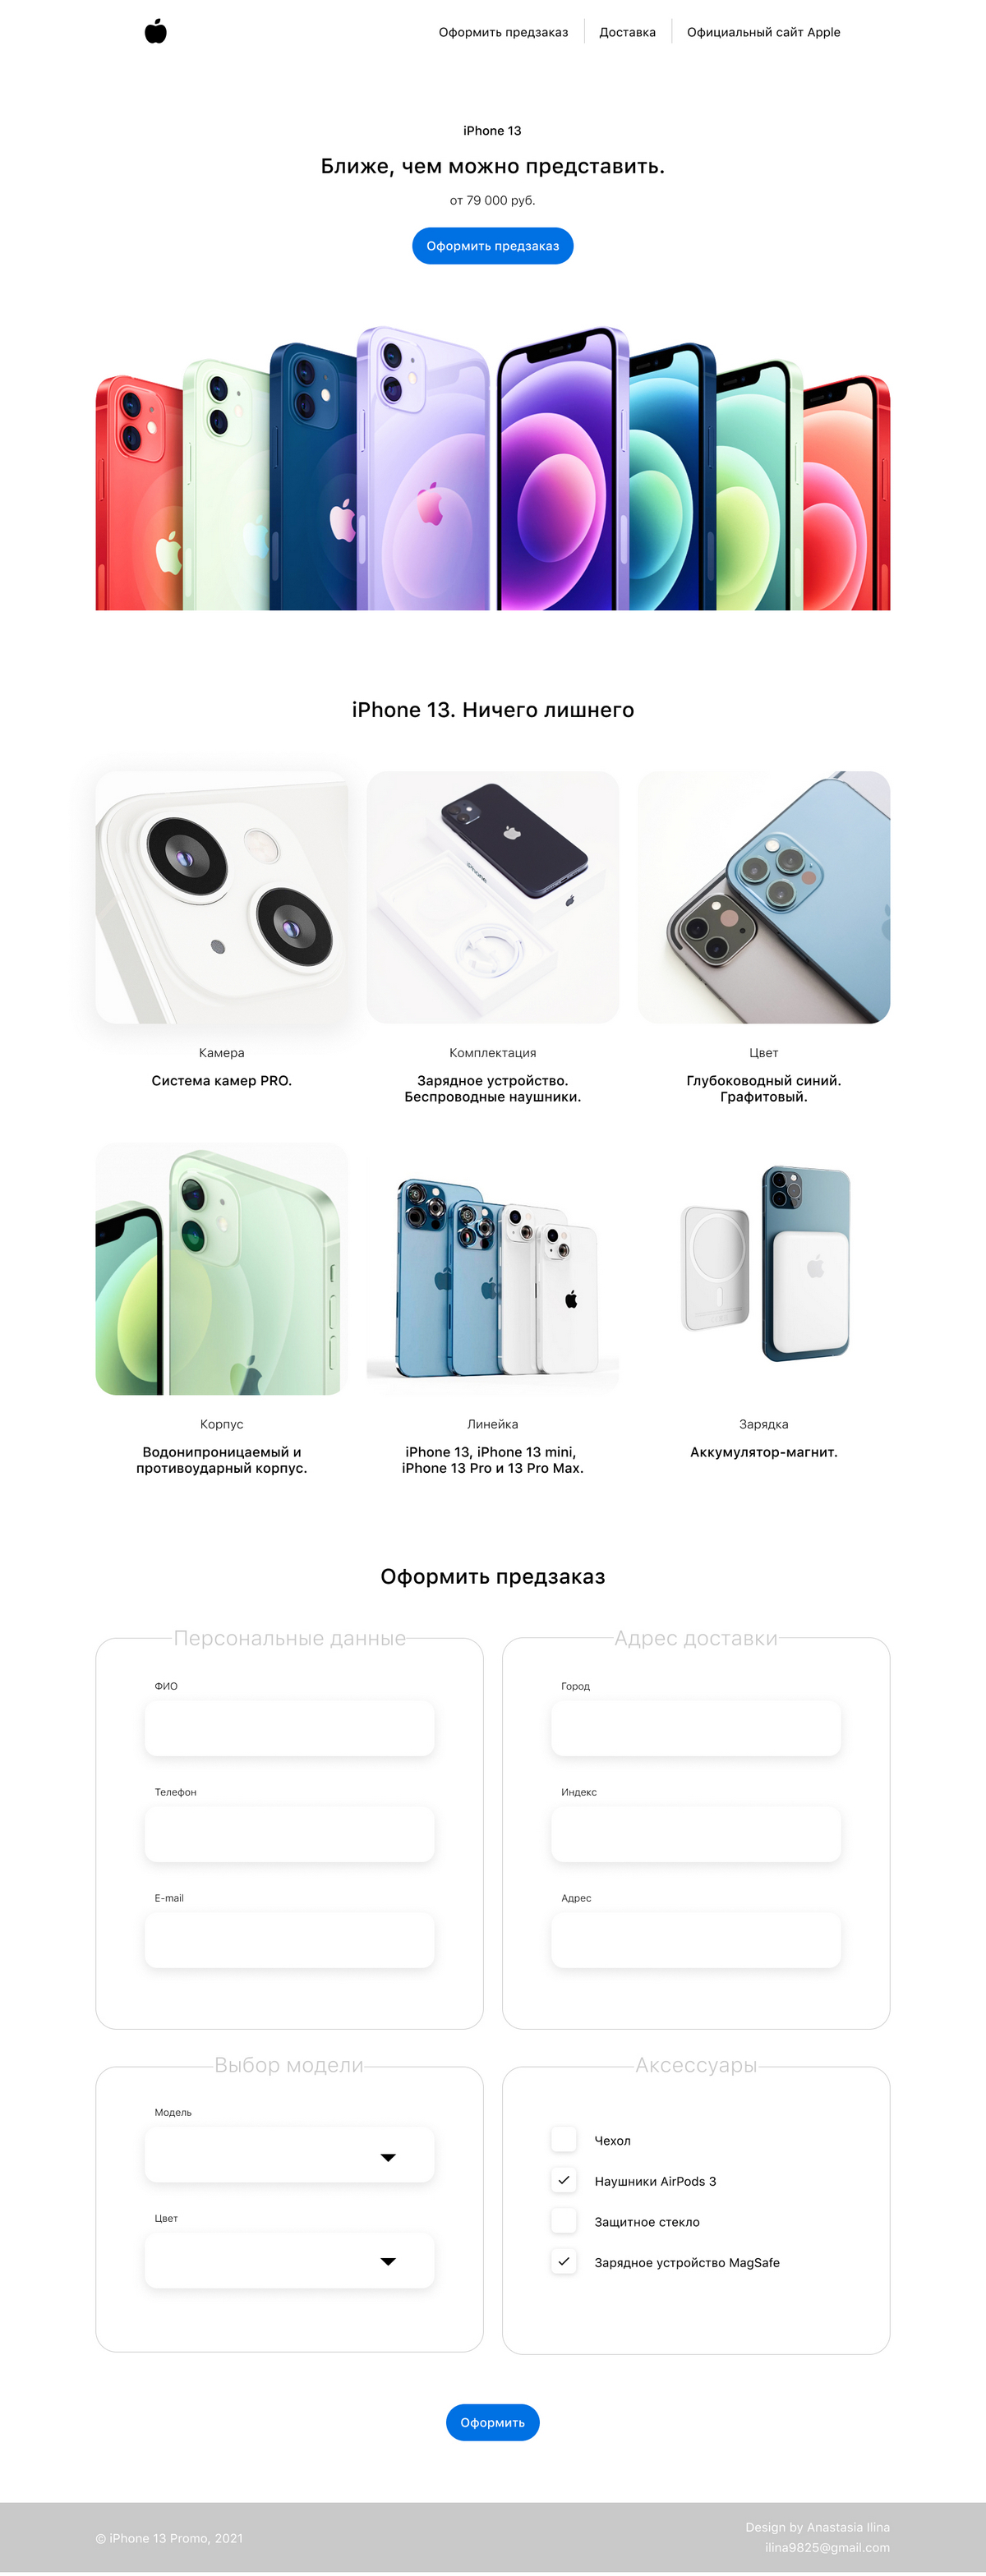 Оформить предзаказ
Доставка
Официальный сайт Apple
iPhone 13
Ближе, чем можно представить.
от 79 000 руб.
Оформить предзаказ
iPhone 13. Ничего лишнего
Камера
Система камер PRO.
Комплектация
Зарядное устройство.
Беспроводные наушники.
Цвет
Глубоководный синий.
Графитовый.
Корпус
Водонипроницаемый и
противоударный корпус.
Линейка
iPhone 13, iPhone 13 mini,
iPhone 13 Pro и 13 Pro Max.
Зарядка
Аккумулятор-магнит.
Оформить предзаказ
Персональные данные
ФИО
Телефон
E-mail
Адрес доставки
Город
Индекс
Адрес
Выбор модели
Модель
Цвет
Аксессуары
Чехол
Наушники AirPods 3
Защитное стекло
Зарядное устройство MagSafe
Оформить
© iPhone 13 Promo, 2021
Design by Anastasia Ilina
ilina9825@gmail.com